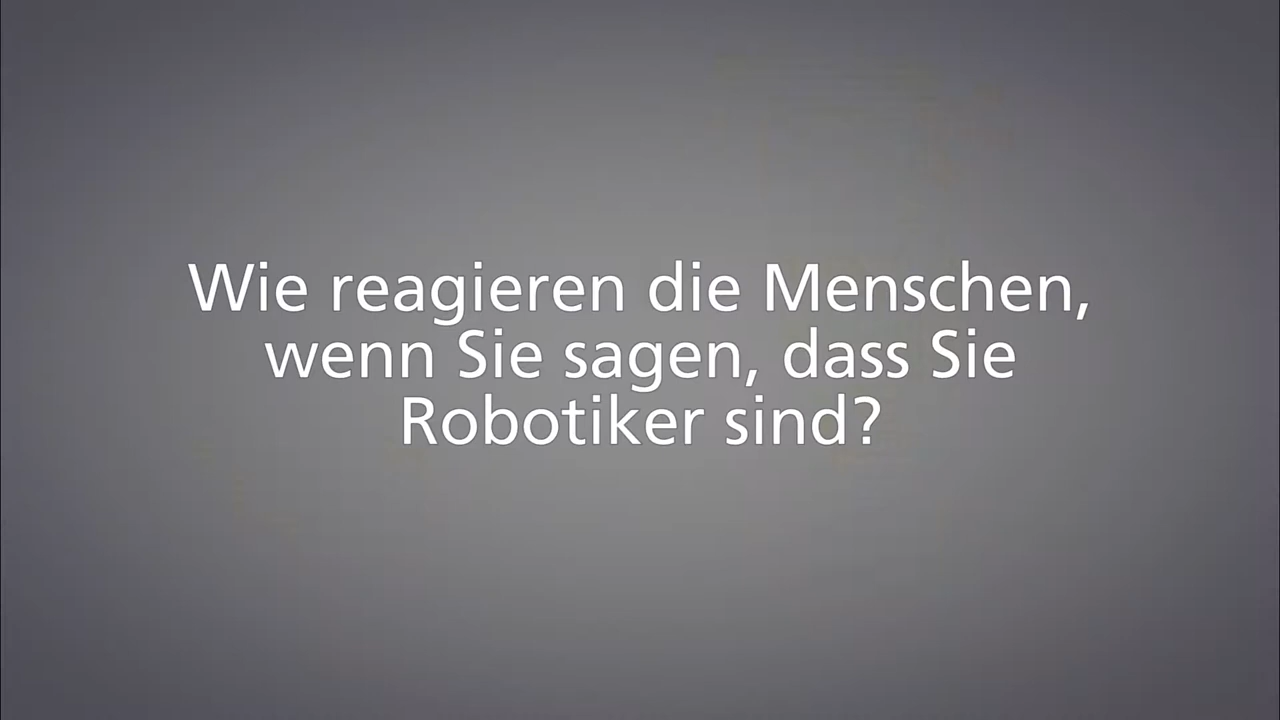 Wie reagieren die Menschen,
wenn Sie sagen, dass Sie
Robotiker sind?